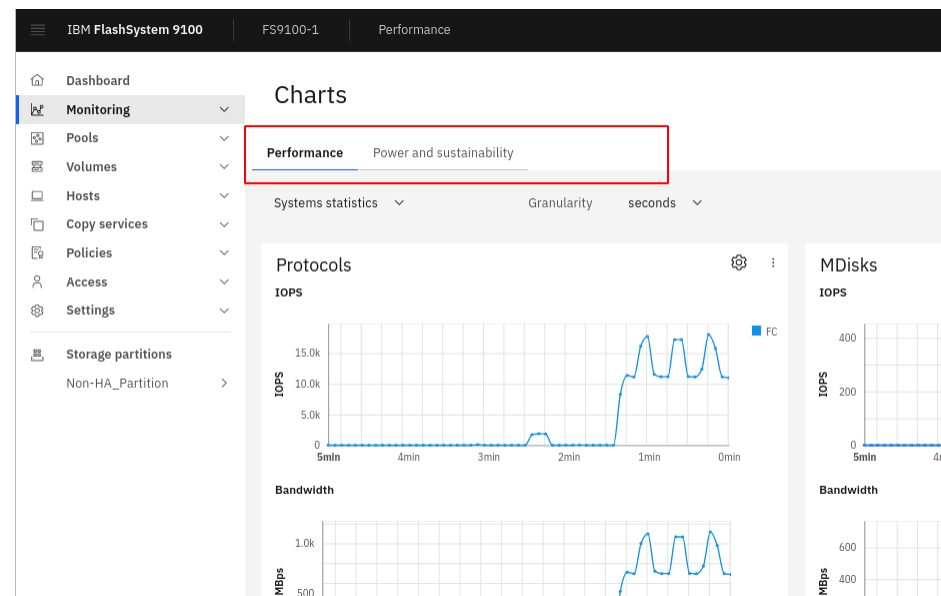 IBM FlashSystem 9100
FS9100-1
Performance
Dashboard
Monitoring
Pools
Volumes
Hosts
Copy services
Policies
Access
Settings
Storage partitions
Non-HA_Partition
Charts
Performance
Power and sustainability
Systems statistics
Granularity
seconds
Protocols
IOPS
FC
IOPS
15.0k
10.0k
5.0k
0
5min
4min
3min
2min
1min
0min
Bandwidth
MBps
1.0k
500
MDisks
IOPS
IOPS
400
200
0
5min
Bandwidth
MBps
600
400